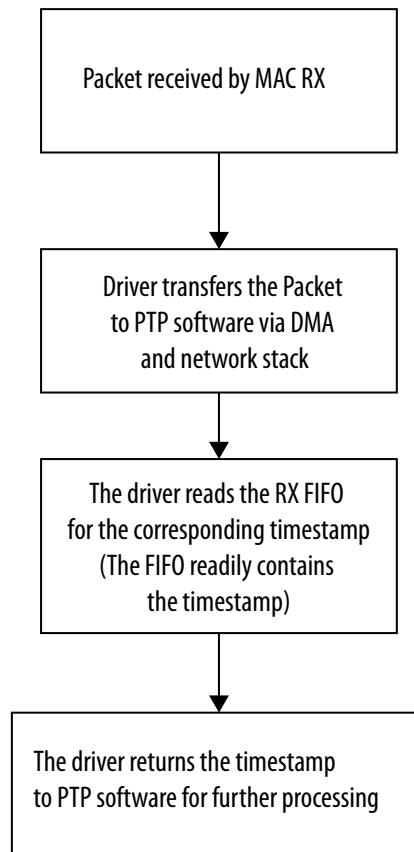 Packet received by MAC RX
Driver transfers the Packet
to PTP software via DMA
and network stack
The driver reads the RX FIFO
for the corresponding timestamp
(The FIFO readily contains
the timestamp)
The driver returns the timestamp
to PTP software for further processing